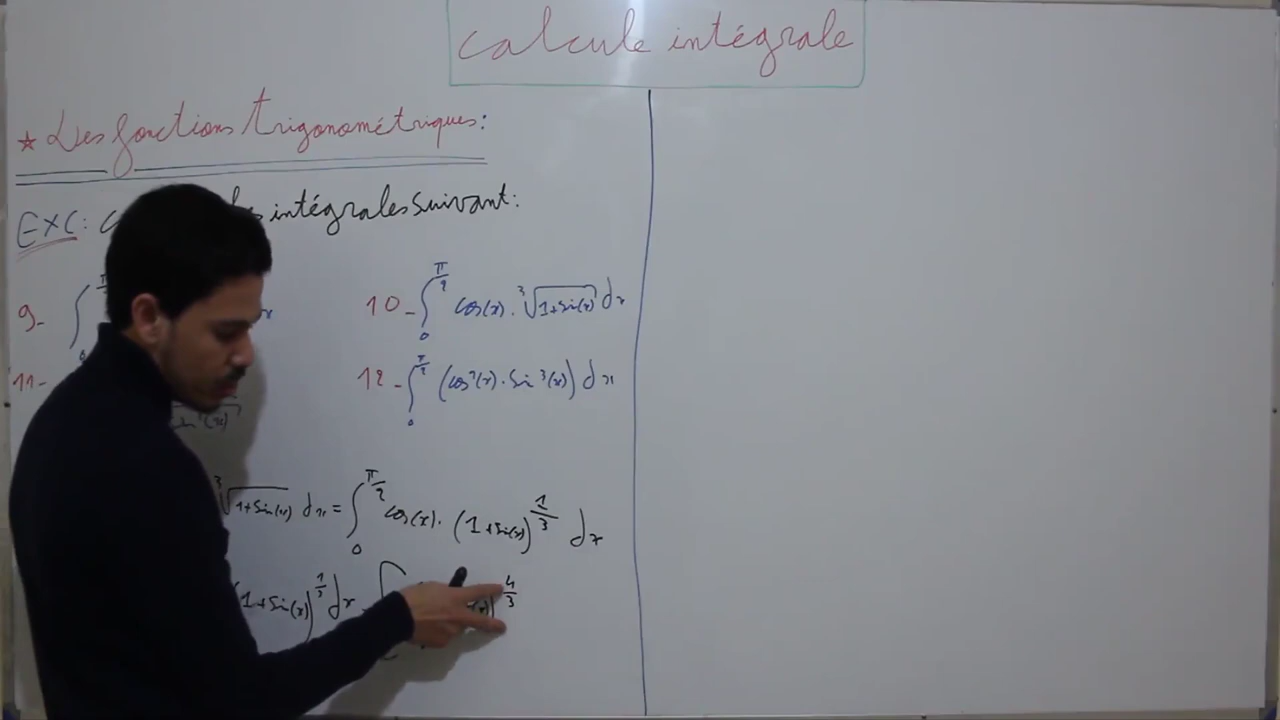 calcule intégrale
★ Les fonctions trigonométriques:
EXC: intégrales suivant:
9- ∫
10- ∫₀^{π/2} cos(x) · ³√(1+sin(x)) dx
11-
12- ∫₀^{π/2} (cos²(x) · sin³(x)) dx
³√(1+sin(x)) dx = ∫₀^{π/2} cos(x) · (1+sin(x))^{1/3} dx
(1+sin(x))^{1/3} dx [ ^{4/3}